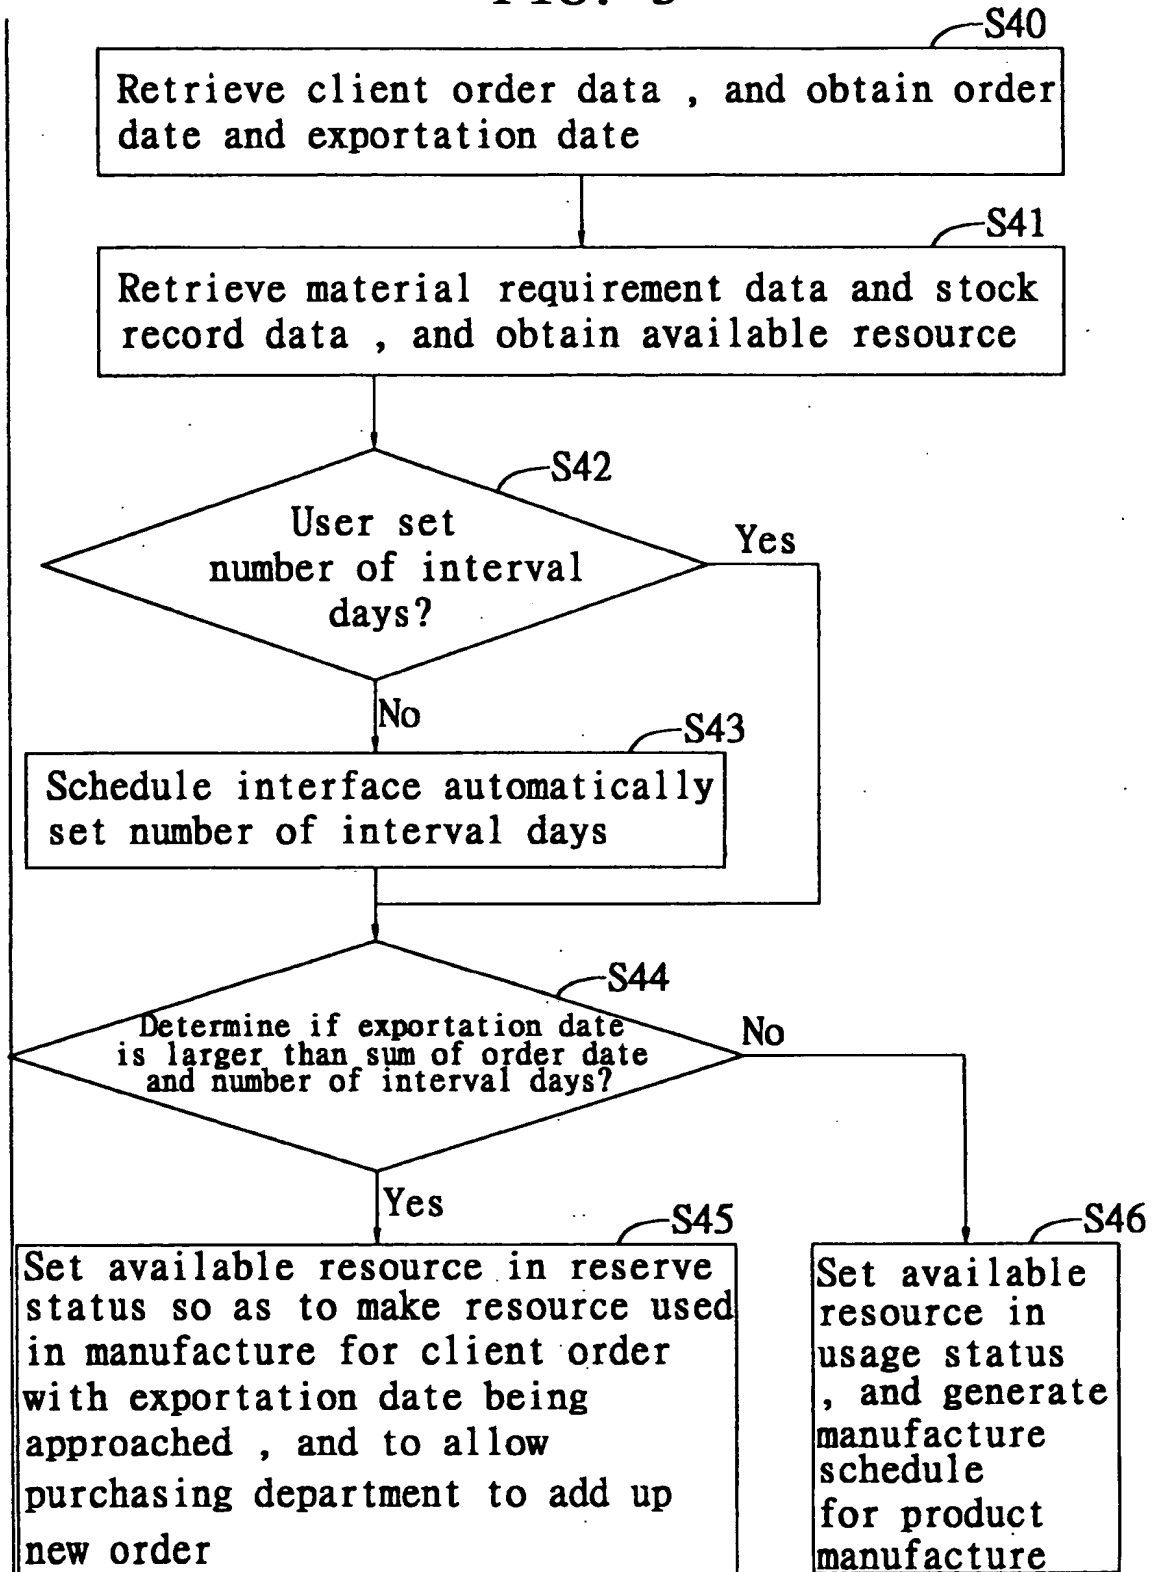 S40
Retrieve client order data , and obtain order
date and exportation date
S41
Retrieve material requirement data and stock
record data , and obtain available resource
S42
User set
number of interval
days?
Yes
No
S43
Schedule interface automatically
set number of interval days
S44
Determine if exportation date
is larger than sum of order date
and number of interval days?
No
Yes
S45
Set available resource in reserve
status so as to make resource used
in manufacture for client order
with exportation date being
approached , and to allow
purchasing department to add up
new order
S46
Set available
resource in
usage status
, and generate
manufacture
schedule
for product
manufacture